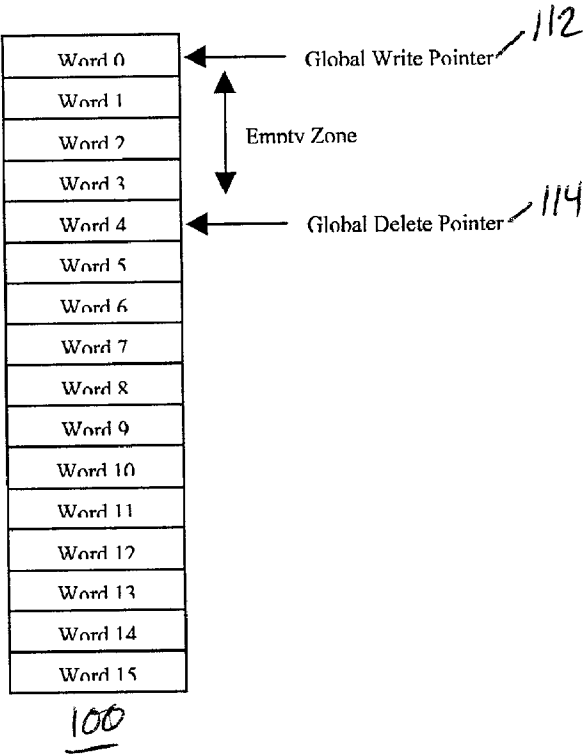 112
Word 0 Global Write Pointer
Word 1
Word 2 Empty Zone
Word 3
114
Word 4 Global Delete Pointer
Word 5
Word 6
Word 7
Word 8
Word 9
Word 10
Word 11
Word 12
Word 13
Word 14
Word 15
100